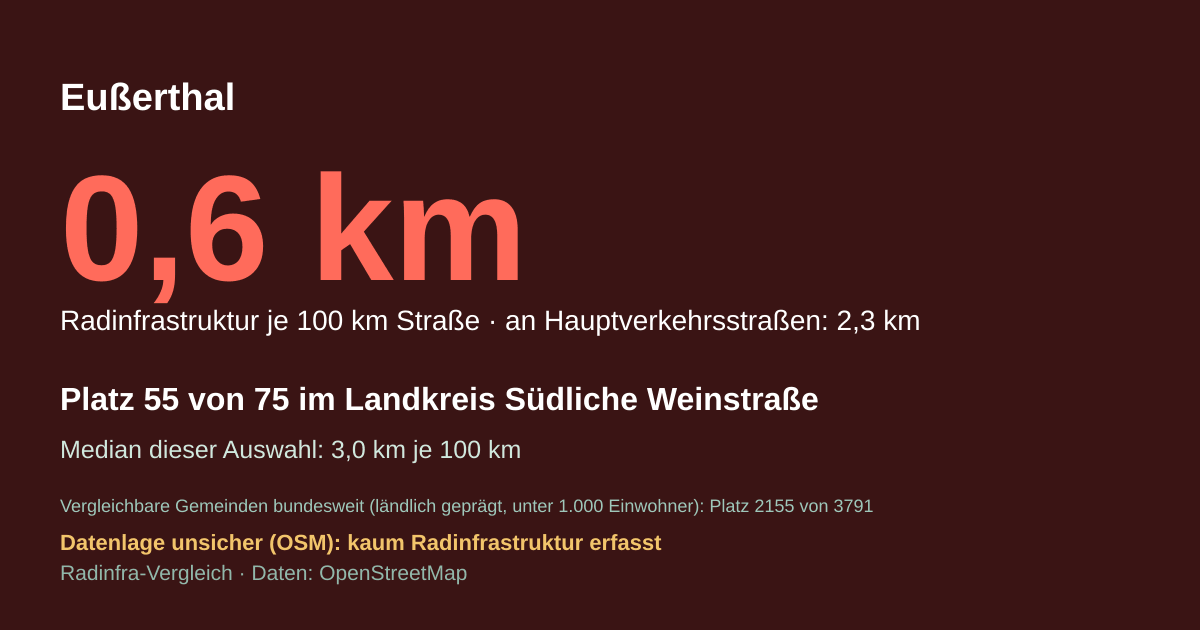 Eußerthal
0,6 km
Radinfrastruktur je 100 km Straße · an Hauptverkehrsstraßen: 2,3 km
Platz 55 von 75 im Landkreis Südliche Weinstraße
Median dieser Auswahl: 3,0 km je 100 km
Vergleichbare Gemeinden bundesweit (ländlich geprägt, unter 1.000 Einwohner): Platz 2155 von 3791
Datenlage unsicher (OSM): kaum Radinfrastruktur erfasst
Radinfra-Vergleich · Daten: OpenStreetMap